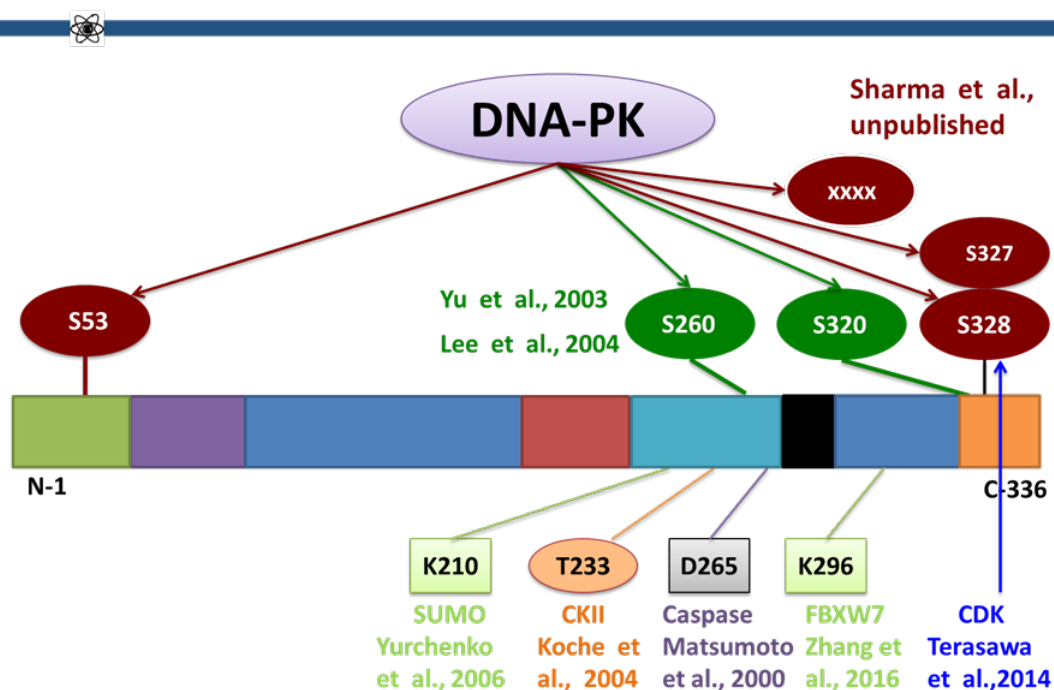 Sharma et al.,
unpublished
DNA-PK
xxxx
S327
S53
Yu et al., 2003
Lee et al., 2004
S260
S320
S328
N-1
C-336
K210
T233
D265
K296
SUMO
Yurchenko
et al., 2006
CKII
Koche et
al., 2004
Caspase
Matsumoto
et al., 2000
FBXW7
Zhang et
al., 2016
CDK
Terasawa
et al.,2014